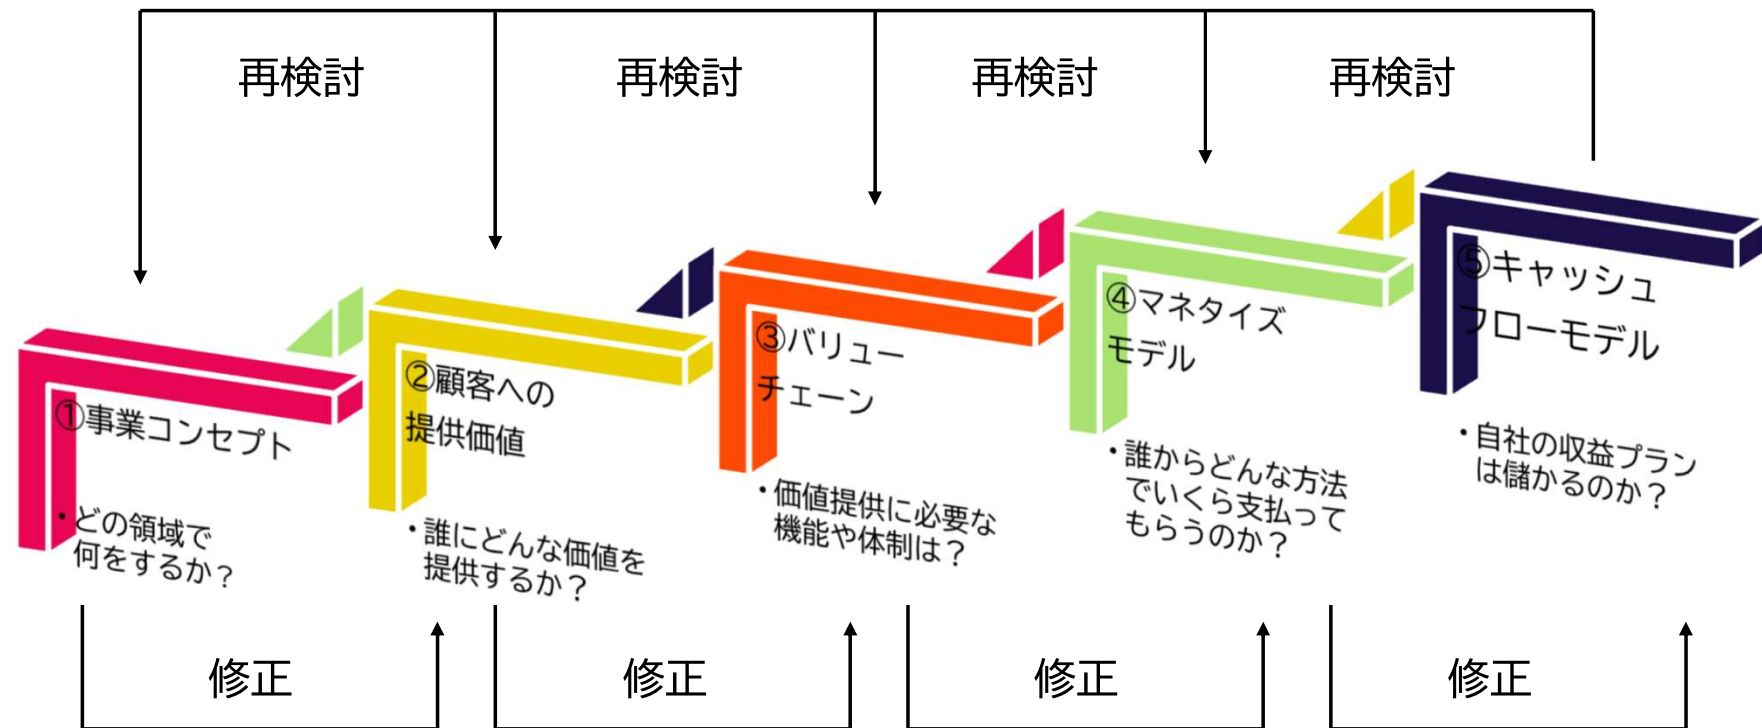 再検討
再検討
再検討
再検討
①事業コンセプト
・どの領域で
何をするか？
②顧客への
提供価値
・誰にどんな価値を
提供するか？
③バリュー
チェーン
・価値提供に必要な
機能や体制は？
④マネタイズ
モデル
・誰からどんな方法
でいくら支払って
もらうのか？
⑤キャッシュ
フローモデル
・自社の収益プラン
は儲かるのか？
修正
修正
修正
修正